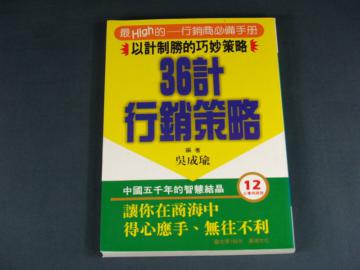 最High的——行銷商必備手册
以計制勝的巧妙策略
36計
行銷策略
編 者
吳成瑜
中國五千年的智慧結晶
12
讓你在商海中
得心應手、無往不利